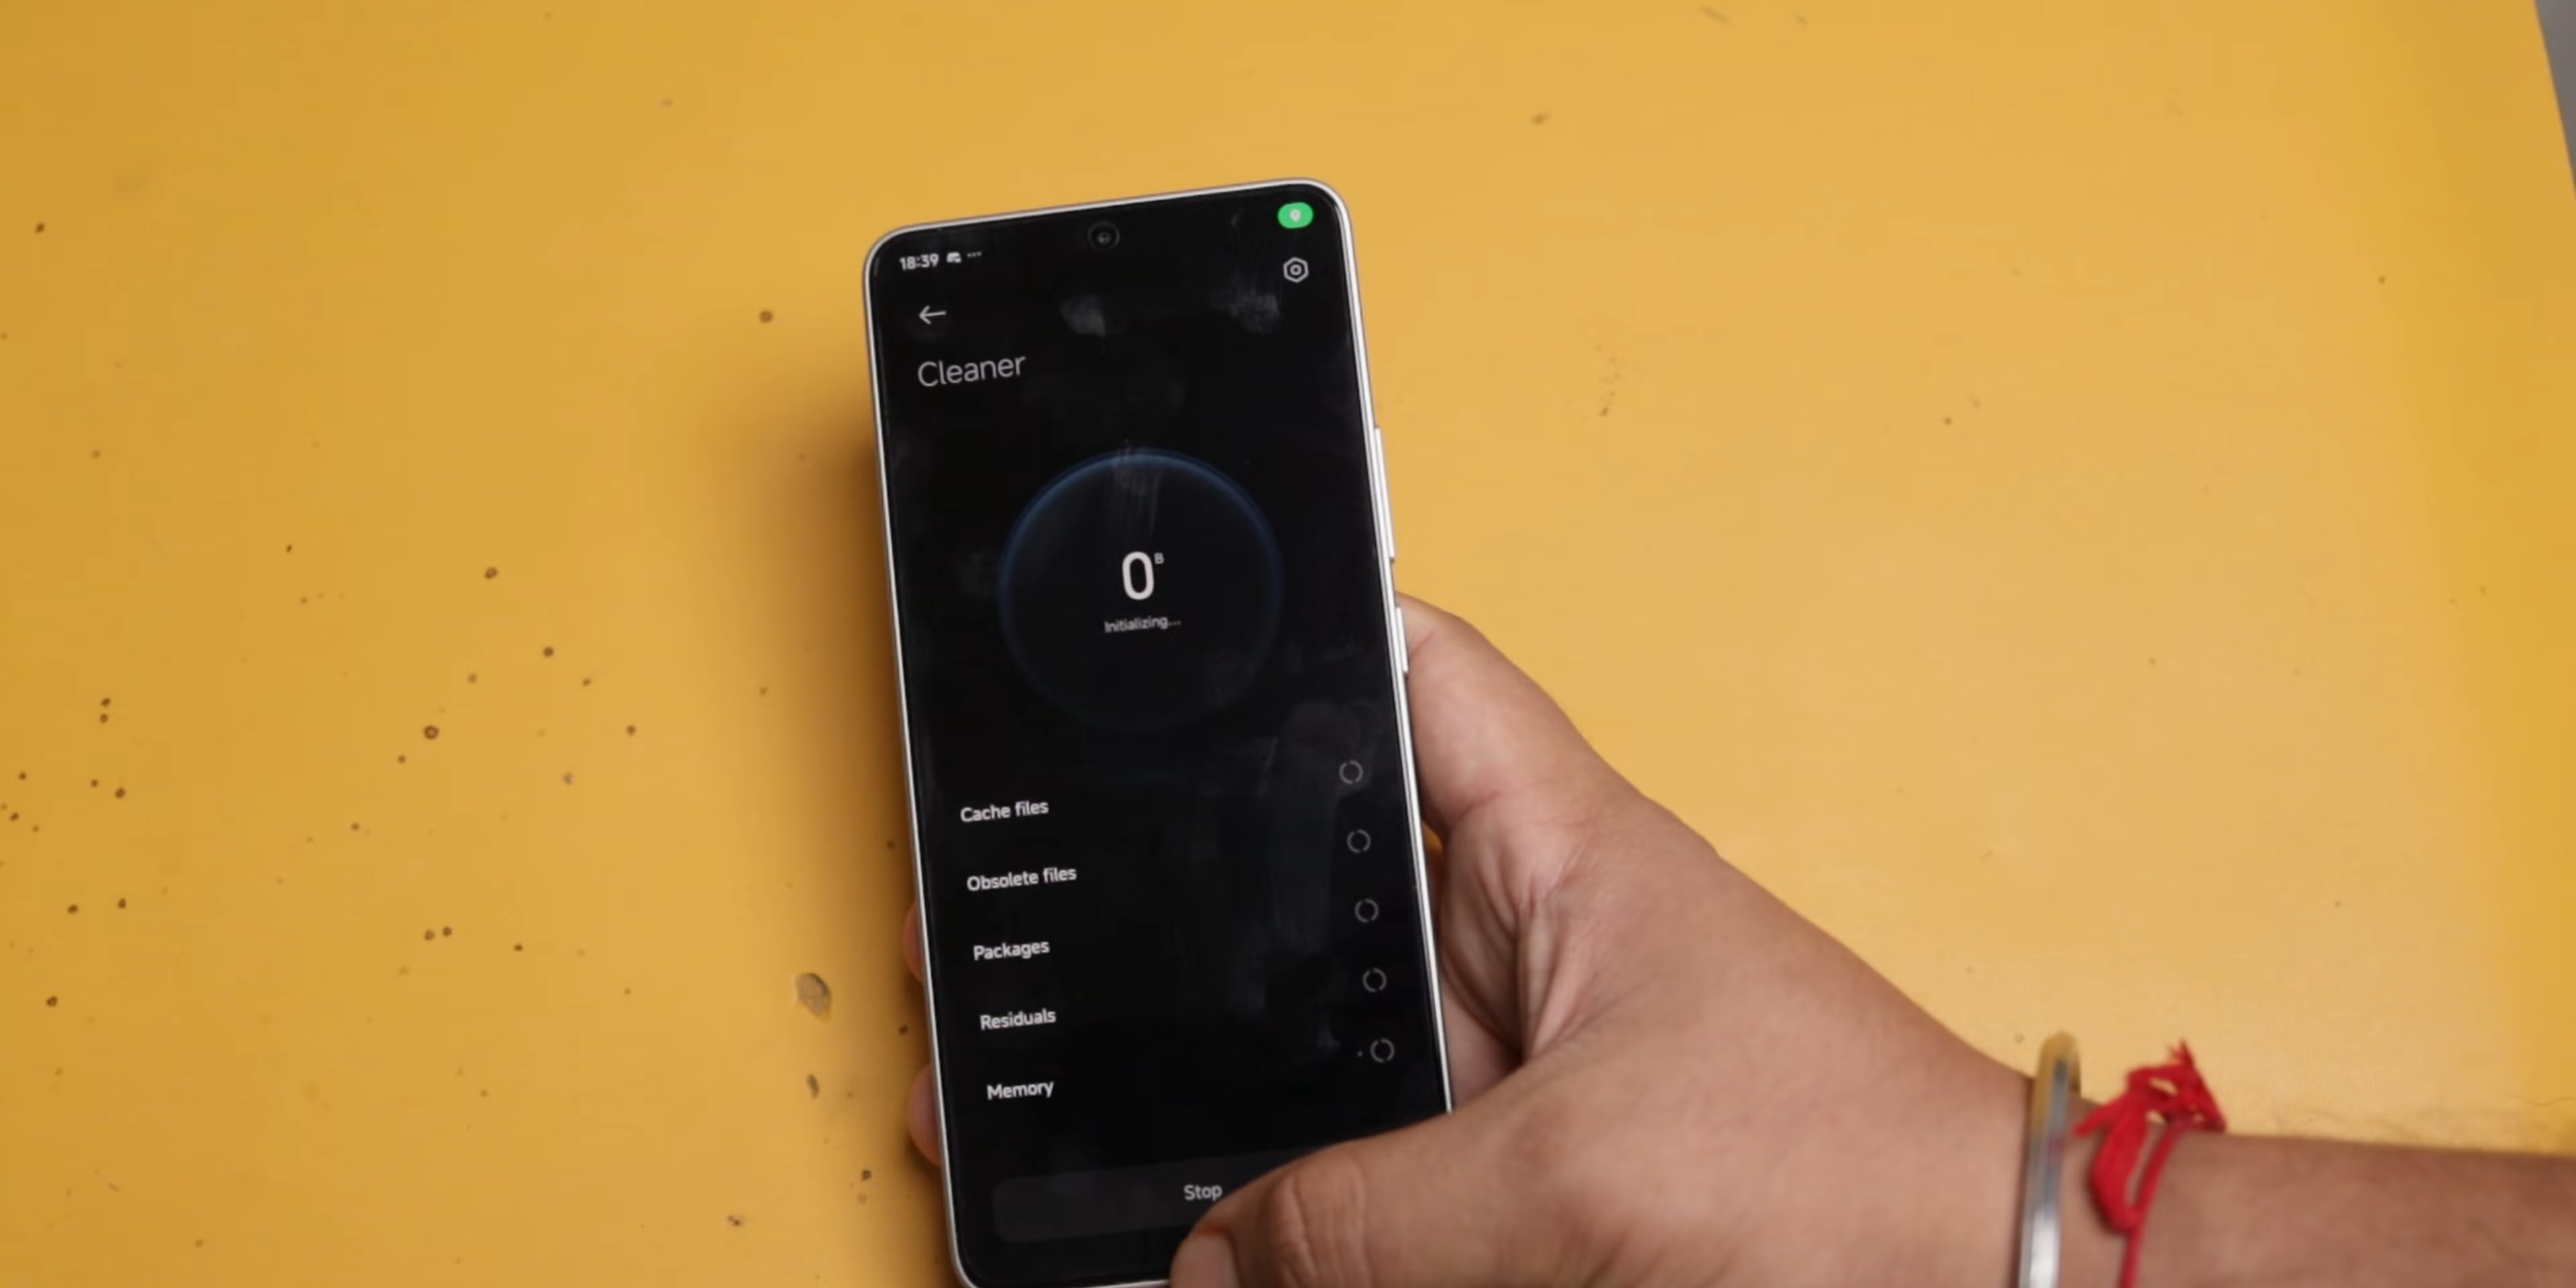 18:39
Cleaner
0 B
Initializing...
Cache files
Obsolete files
Packages
Residuals
Memory
Stop